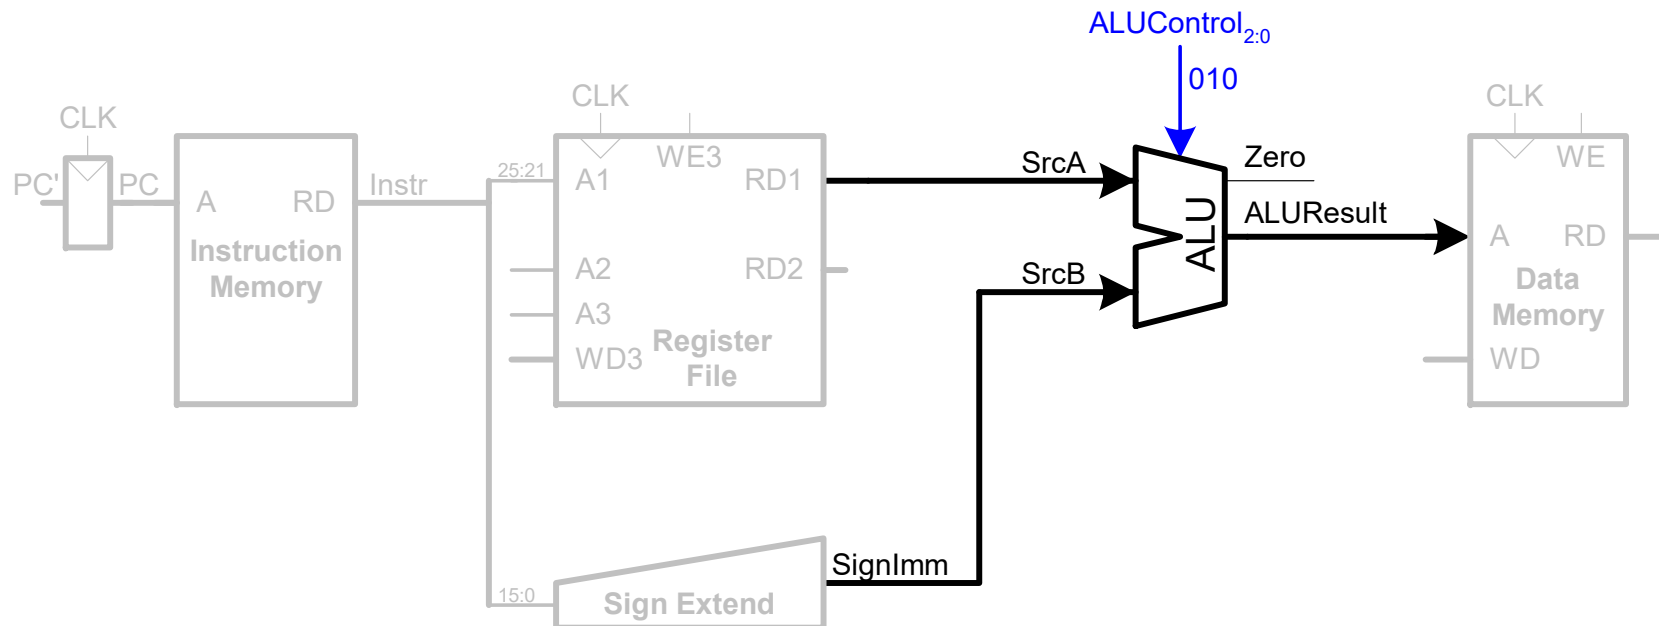 ALUControl2:0
010
CLK
CLK
CLK
PC'
PC
A
RD
Instr
Instruction
Memory
25:21
A1
WE3
RD1
A2
RD2
A3
WD3
Register
File
SrcA
SrcB
ALU
Zero
ALUResult
WE
A
RD
Data
Memory
WD
SignImm
15:0
Sign Extend